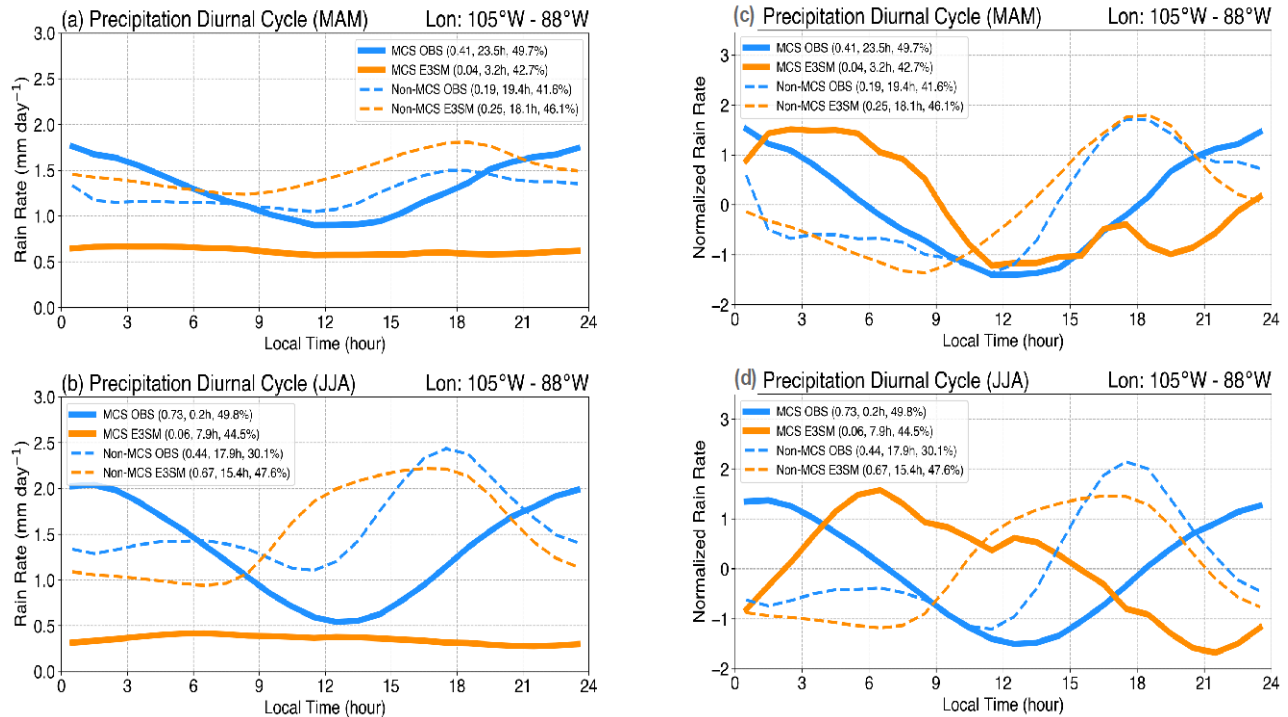 (a) Precipitation Diurnal Cycle (MAM) Lon: 105°W - 88°W
3.0
2.5
2.0
1.5
1.0
0.5
0.0
Rain Rate (mm day⁻¹)
MCS OBS (0.41, 23.5h, 49.7%)
MCS E3SM (0.04, 3.2h, 42.7%)
Non-MCS OBS (0.19, 19.4h, 41.6%)
Non-MCS E3SM (0.25, 18.1h, 46.1%)
0 3 6 9 12 15 18 21 24
Local Time (hour)
(c) Precipitation Diurnal Cycle (MAM) Lon: 105°W - 88°W
3
2
1
0
−1
−2
Normalized Rain Rate
MCS OBS (0.41, 23.5h, 49.7%)
MCS E3SM (0.04, 3.2h, 42.7%)
Non-MCS OBS (0.19, 19.4h, 41.6%)
Non-MCS E3SM (0.25, 18.1h, 46.1%)
0 3 6 9 12 15 18 21 24
Local Time (hour)
(b) Precipitation Diurnal Cycle (JJA) Lon: 105°W - 88°W
3.0
2.5
2.0
1.5
1.0
0.5
0.0
Rain Rate (mm day⁻¹)
MCS OBS (0.73, 0.2h, 49.8%)
MCS E3SM (0.06, 7.9h, 44.5%)
Non-MCS OBS (0.44, 17.9h, 30.1%)
Non-MCS E3SM (0.67, 15.4h, 47.6%)
0 3 6 9 12 15 18 21 24
Local Time (hour)
(d) Precipitation Diurnal Cycle (JJA) Lon: 105°W - 88°W
3
2
1
0
−1
−2
Normalized Rain Rate
MCS OBS (0.73, 0.2h, 49.8%)
MCS E3SM (0.06, 7.9h, 44.5%)
Non-MCS OBS (0.44, 17.9h, 30.1%)
Non-MCS E3SM (0.67, 15.4h, 47.6%)
0 3 6 9 12 15 18 21 24
Local Time (hour)